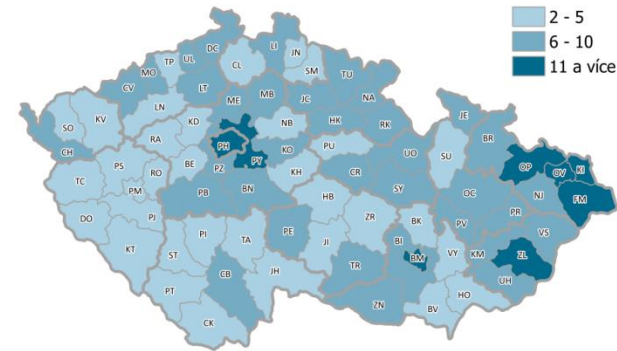 2 - 5
6 - 10
11 a více
DC
LI
JN
SM
TP
UL
CL
MO
LT
TU
CV
ME
MB
JC
NA
LN
SO
KV
KD
NB
HK
RK
JE
RA
PH
PY
KO
PU
BR
CH
BE
PZ
UO
SU
OP
KI
OV
TC
PS
RO
PM
PB
BN
KH
CR
SY
OC
NJ
FM
DO
PJ
HB
ZR
PV
PR
VS
KT
ST
PI
TA
PE
JI
BK
BI
BM
VY
KM
ZL
TR
CB
JH
UH
PT
ZN
HO
BV
CK